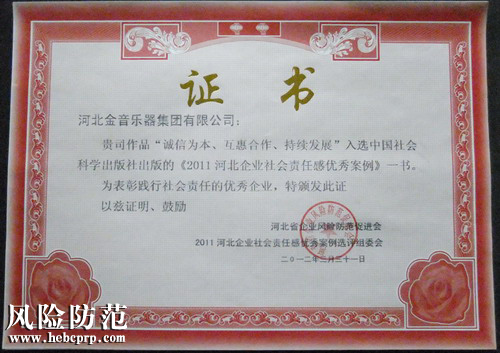 证 书
河北金音乐器集团有限公司：
贵司作品“诚信为本、互惠合作、持续发展”入选中国社会
科学出版社出版的《2011河北企业社会责任感优秀案例》一书。
为表彰践行社会责任的优秀企业，特颁发此证
以兹证明、鼓励
河北省企业风险防范促进会
2011河北企业社会责任感优秀案例选评组委会
二〇一二年三月三十一日
风险防范
www.hebcprp.com